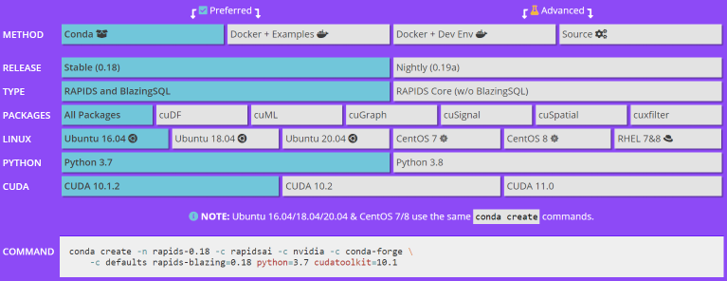 Preferred Advanced
METHOD Conda Docker + Examples Docker + Dev Env Source
RELEASE Stable (0.18) Nightly (0.19a)
TYPE RAPIDS and BlazingSQL RAPIDS Core (w/o BlazingSQL)
PACKAGES All Packages cuDF cuML cuGraph cuSignal cuSpatial cuxfilter
LINUX Ubuntu 16.04 Ubuntu 18.04 Ubuntu 20.04 CentOS 7 CentOS 8 RHEL 7&8
PYTHON Python 3.7 Python 3.8
CUDA CUDA 10.1.2 CUDA 10.2 CUDA 11.0
NOTE: Ubuntu 16.04/18.04/20.04 & CentOS 7/8 use the same conda create commands.
COMMAND conda create -n rapids-0.18 -c rapidsai -c nvidia -c conda-forge \
-c defaults rapids-blazing=0.18 python=3.7 cudatoolkit=10.1